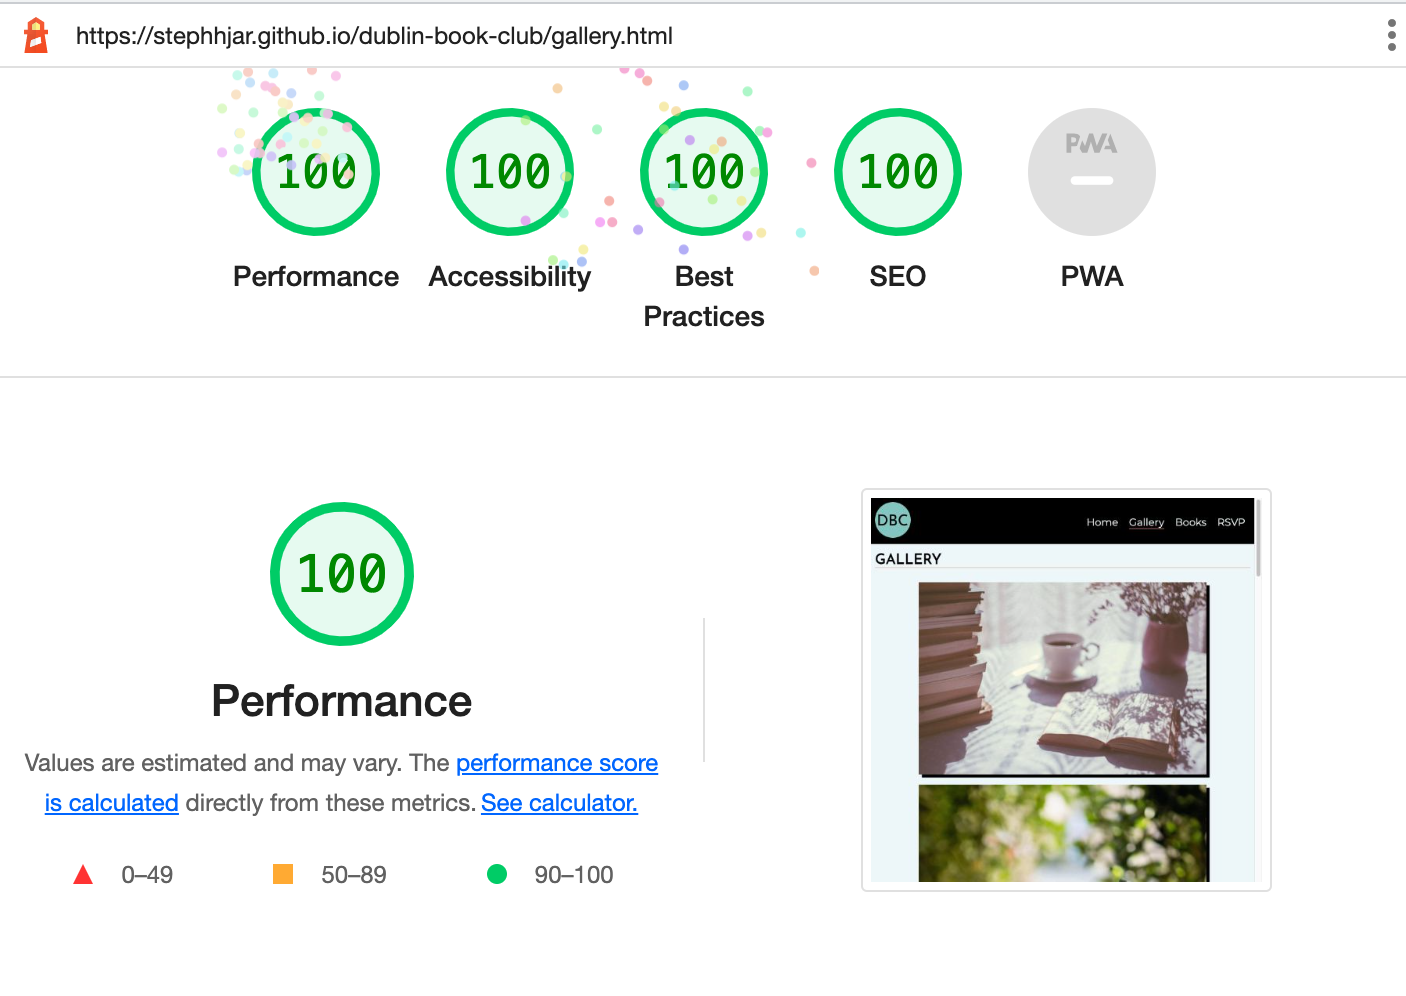 https://stephhjar.github.io/dublin-book-club/gallery.html
100
100
100
100
PWA
Performance
Accessibility
Best
Practices
SEO
PWA
100
Performance
Values are estimated and may vary. The performance score
is calculated directly from these metrics. See calculator.
0–49
50–89
90–100
DBC
Home Gallery Books RSVP
GALLERY